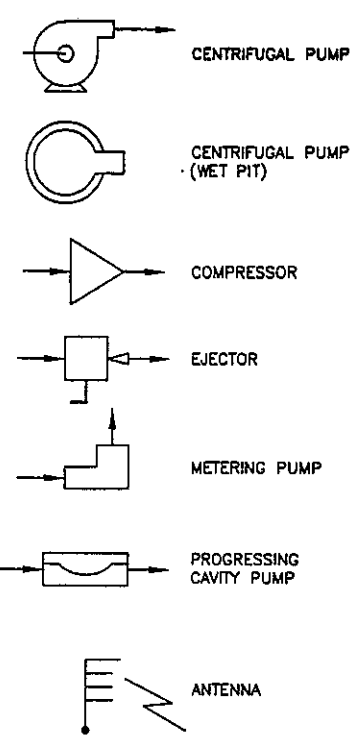 CENTRIFUGAL PUMP
CENTRIFUGAL PUMP
(WET PIT)
COMPRESSOR
EJECTOR
METERING PUMP
PROGRESSING
CAVITY PUMP
ANTENNA